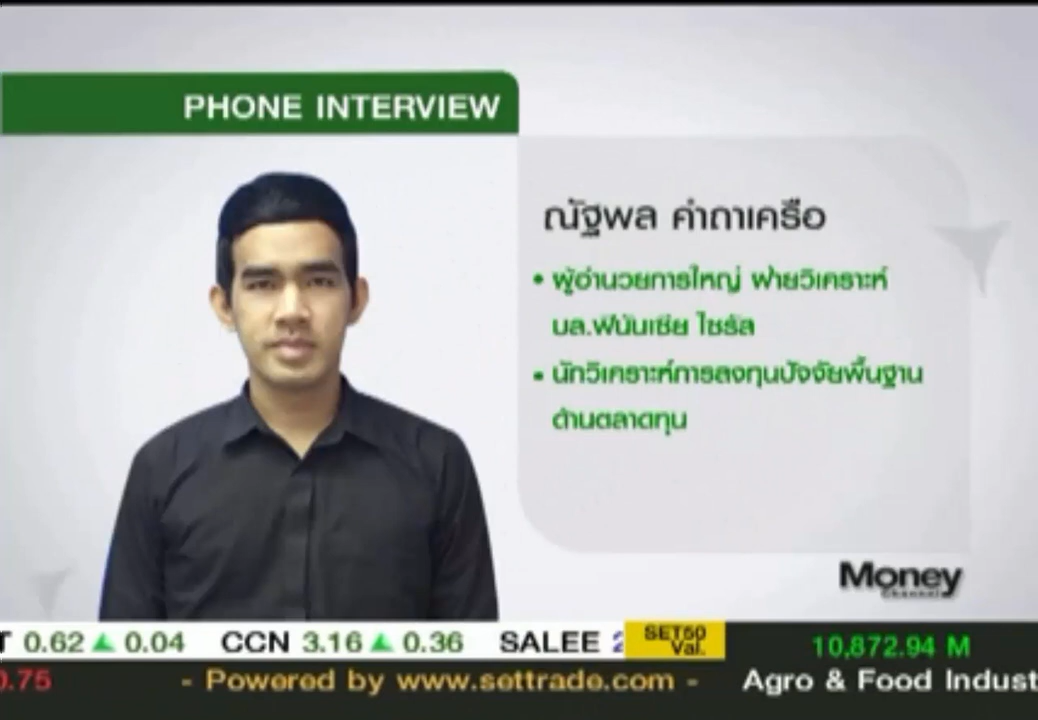 PHONE INTERVIEW
ณัฐพล คำถาเครือ
• ผู้อำนวยการใหญ่ ฝ่ายวิเคราะห์
บล.ฟินันเซีย ไซรัส
• นักวิเคราะห์การลงทุนปัจจัยพื้นฐาน
ด้านตลาดทุน
Money
Channel
T 0.62 ▲ 0.04 CCN 3.16 ▲ 0.36 SALEE
SET50 Val. 10,872.94 M
0.75 - Powered by www.settrade.com - Agro & Food Indust